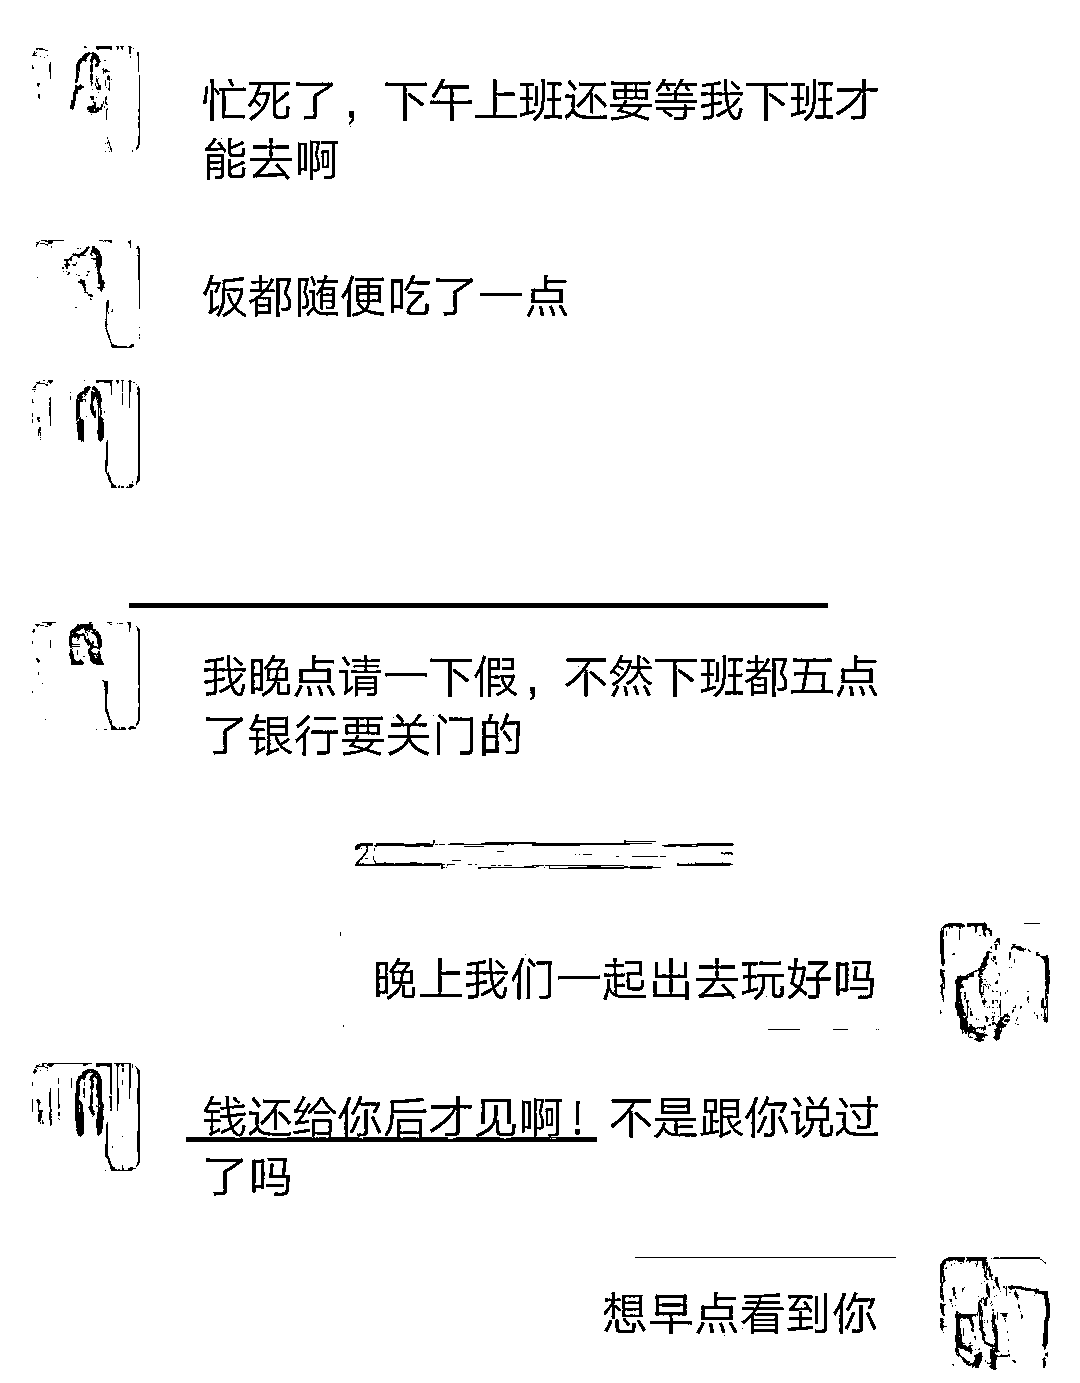 忙死了，下午上班还要等我下班才
能去啊
饭都随便吃了一点
我晚点请一下假，不然下班都五点
了银行要关门的
晚上我们一起出去玩好吗
钱还给你后才见啊！不是跟你说过
了吗
想早点看到你